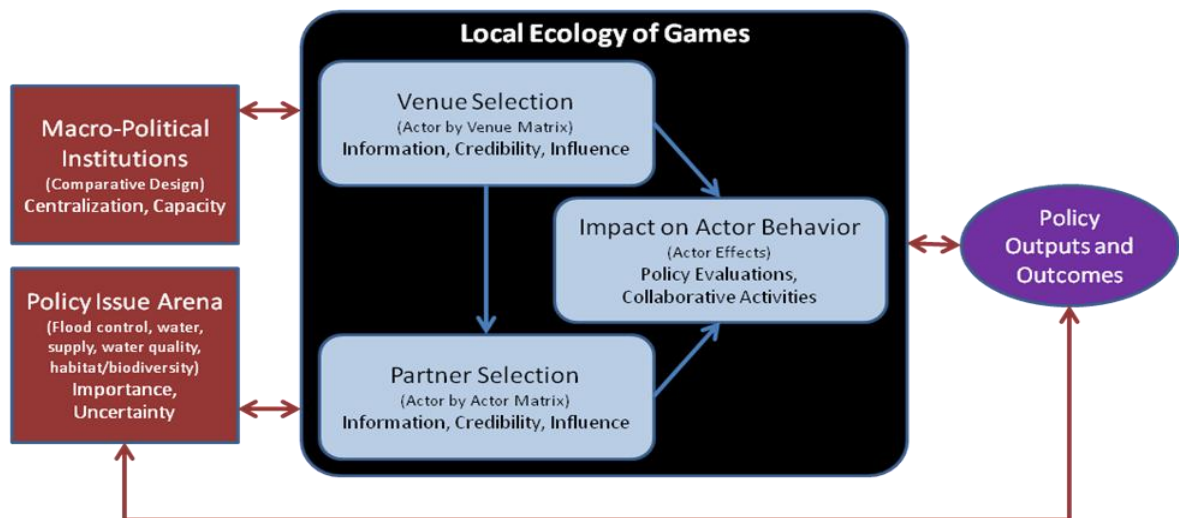 Local Ecology of Games
Macro-Political
Institutions
(Comparative Design)
Centralization, Capacity
Policy Issue Arena
(Flood control, water,
supply, water quality,
habitat/biodiversity)
Importance,
Uncertainty
Venue Selection
(Actor by Venue Matrix)
Information, Credibility, Influence
Impact on Actor Behavior
(Actor Effects)
Policy Evaluations,
Collaborative Activities
Partner Selection
(Actor by Actor Matrix)
Information, Credibility, Influence
Policy
Outputs and
Outcomes